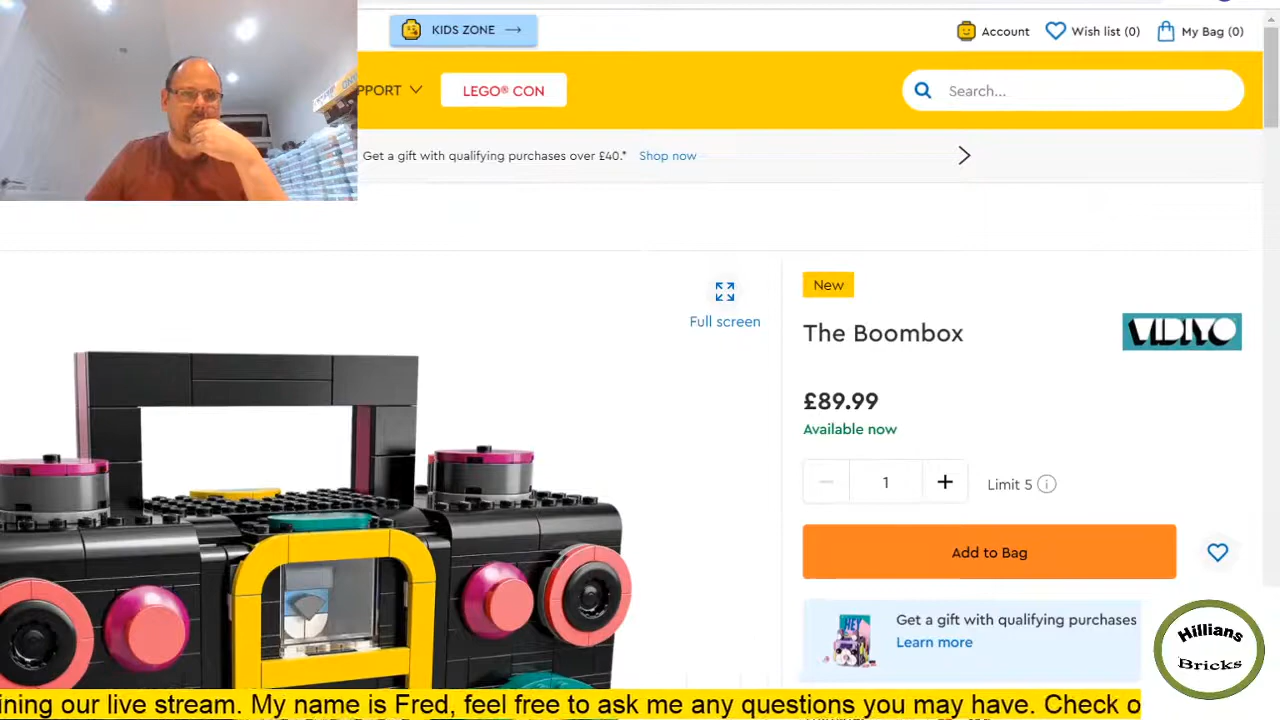 KIDS ZONE
Account
Wish list (0)
My Bag (0)
PPORT
LEGO® CON
Search...
Get a gift with qualifying purchases over £40.* Shop now
Full screen
New
The Boombox
VIDIYO
£89.99
Available now
1
Limit 5
Add to Bag
Get a gift with qualifying purchases
Learn more
Hillians
Bricks
ining our live stream. My name is Fred, feel free to ask me any questions you may have. Check o